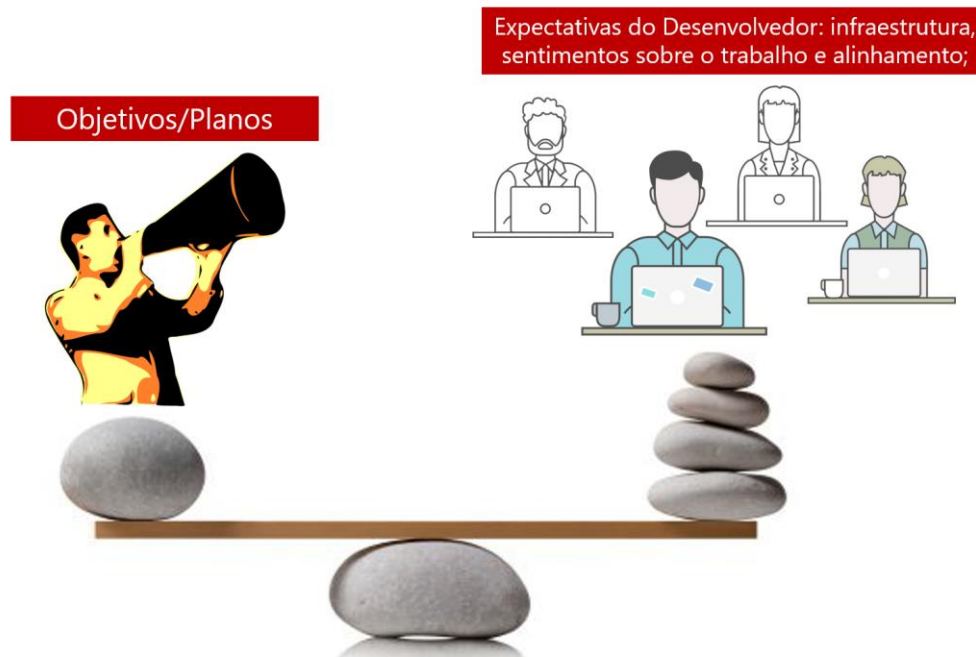 Expectativas do Desenvolvedor: infraestrutura,
sentimentos sobre o trabalho e alinhamento;
Objetivos/Planos